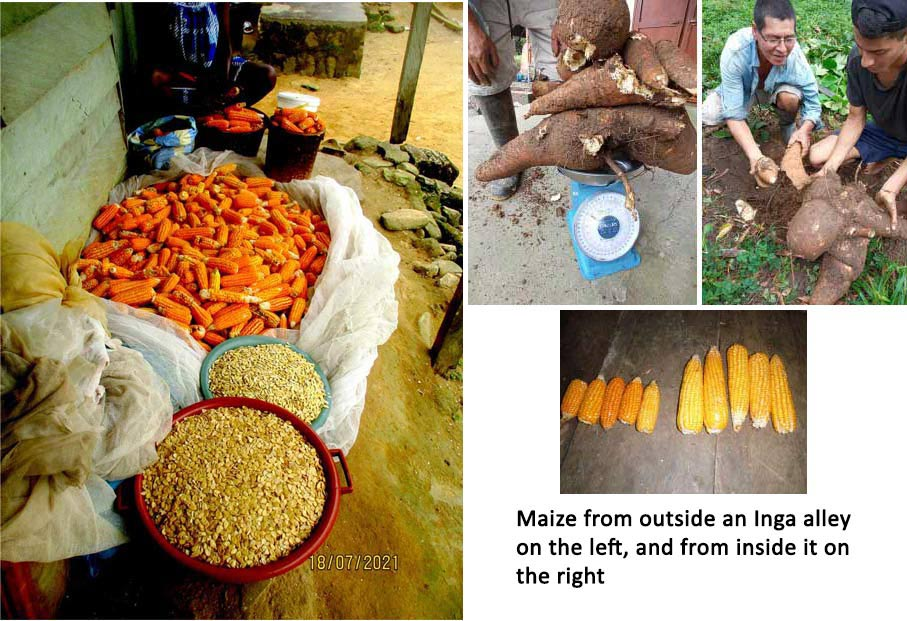 18/07/2021
Maize from outside an Inga alley
on the left, and from inside it on
the right